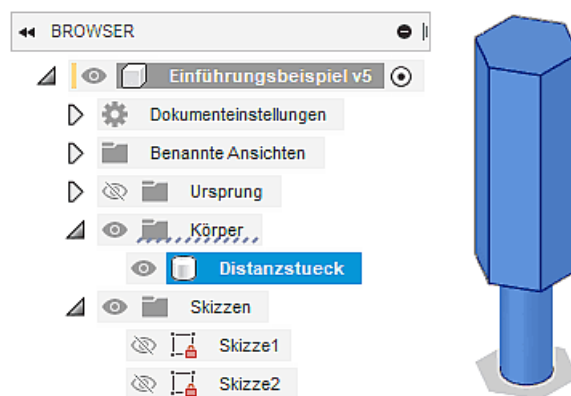 BROWSER
Einführungsbeispiel v5
Dokumenteinstellungen
Benannte Ansichten
Ursprung
Körper
Distanzstueck
Skizzen
Skizze1
Skizze2